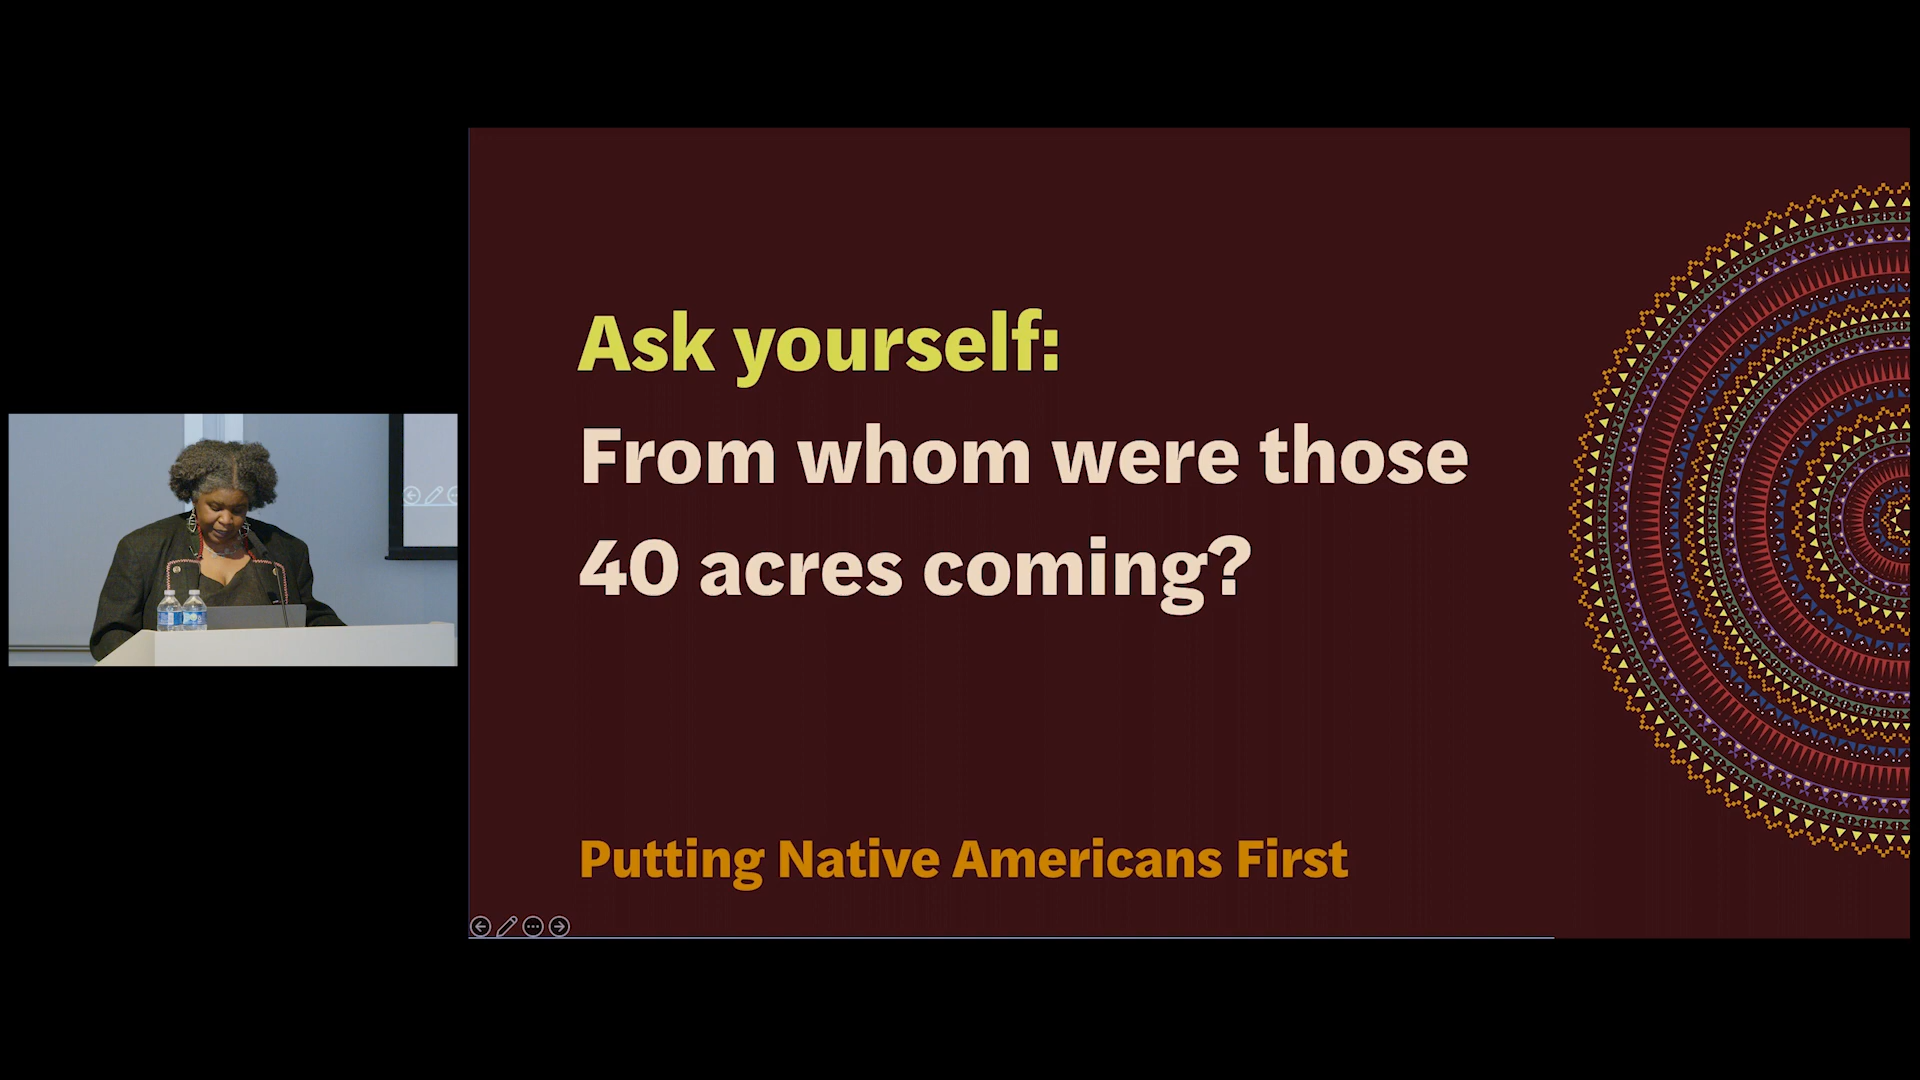 Ask yourself:
From whom were those
40 acres coming?
Putting Native Americans First